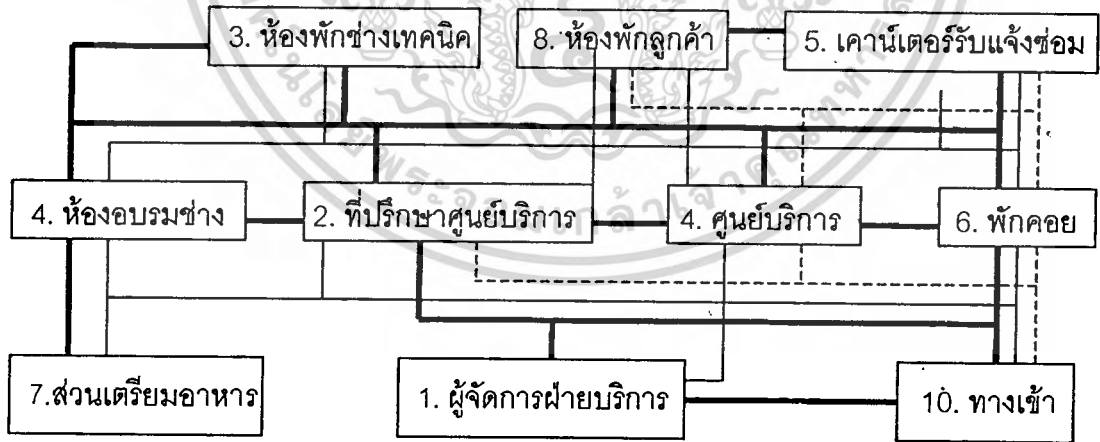 3. ห้องพักช่างเทคนิค 8. ห้องพักลูกค้า 5. เคาน์เตอร์รับแจ้งซ่อม
4. ห้องอบรมช่าง 2. ที่ปรึกษาศูนย์บริการ 4. ศูนย์บริการ 6. พักคอย
7.ส่วนเตรียมอาหาร 1. ผู้จัดการฝ่ายบริการ 10. ทางเข้า